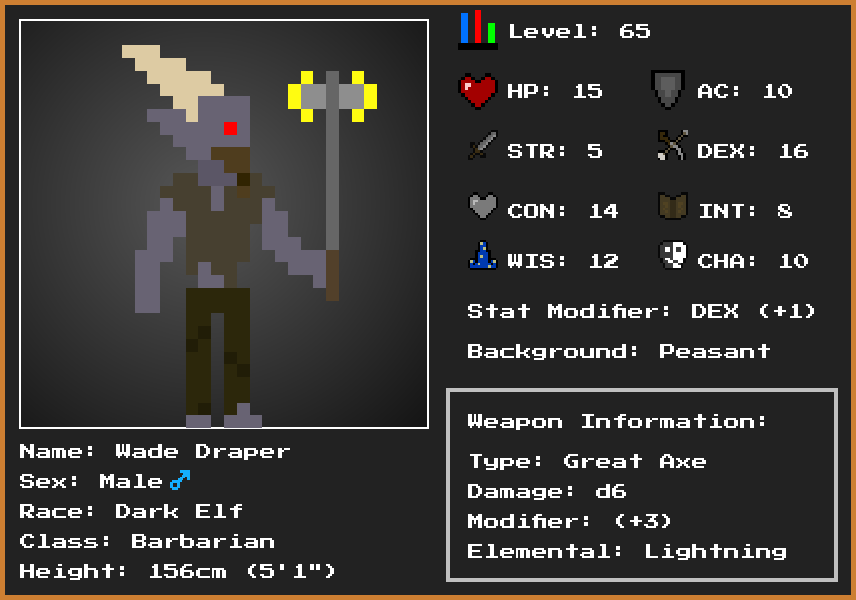 Level: 65
HP: 15 AC: 10
STR: 5 DEX: 16
CON: 14 INT: 8
WIS: 12 CHA: 10
Stat Modifier: DEX (+1)
Background: Peasant
Weapon Information:
Type: Great Axe
Damage: d6
Modifier: (+3)
Elemental: Lightning
Name: Wade Draper
Sex: Male♂
Race: Dark Elf
Class: Barbarian
Height: 156cm (5'1")